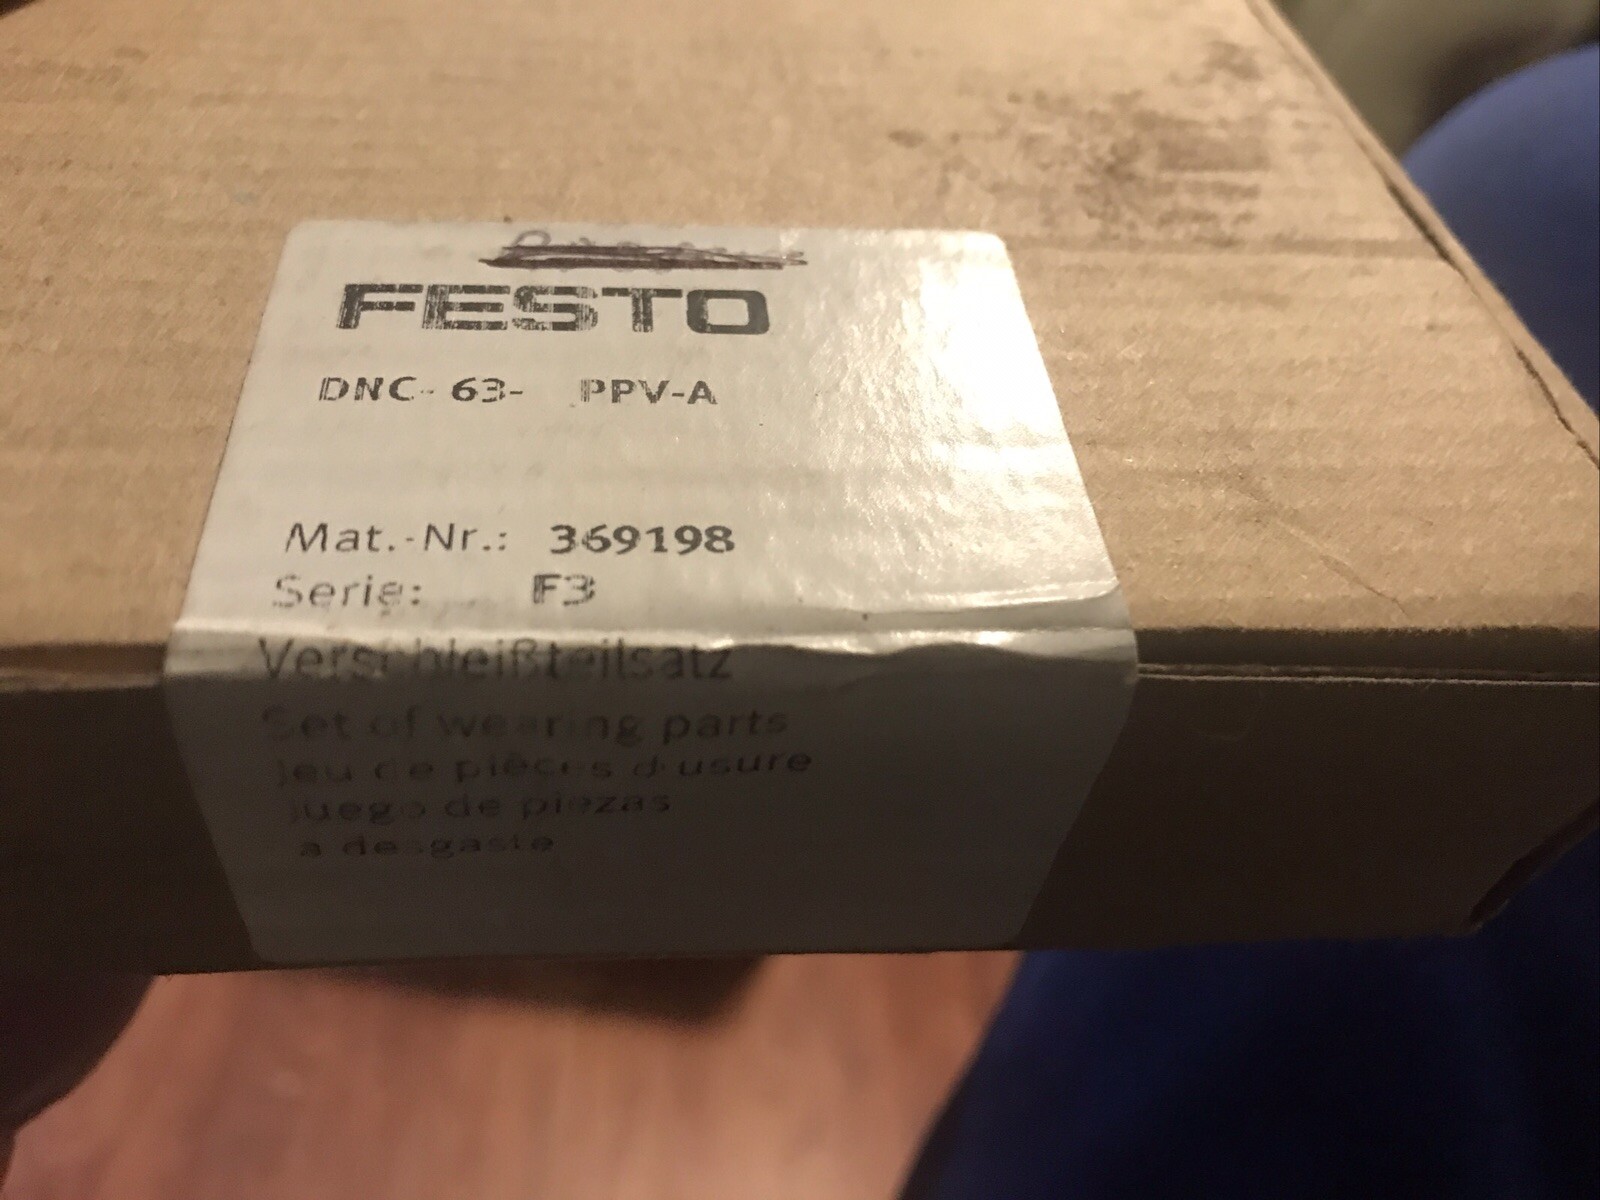 FESTO
DNC- 63- PPV-A
Mat.-Nr.: 369198
Serie: F3
Verschleißteilsatz
Set of wearing parts
Jeu de pièces d'usure
Juego de piezas
a desgaste